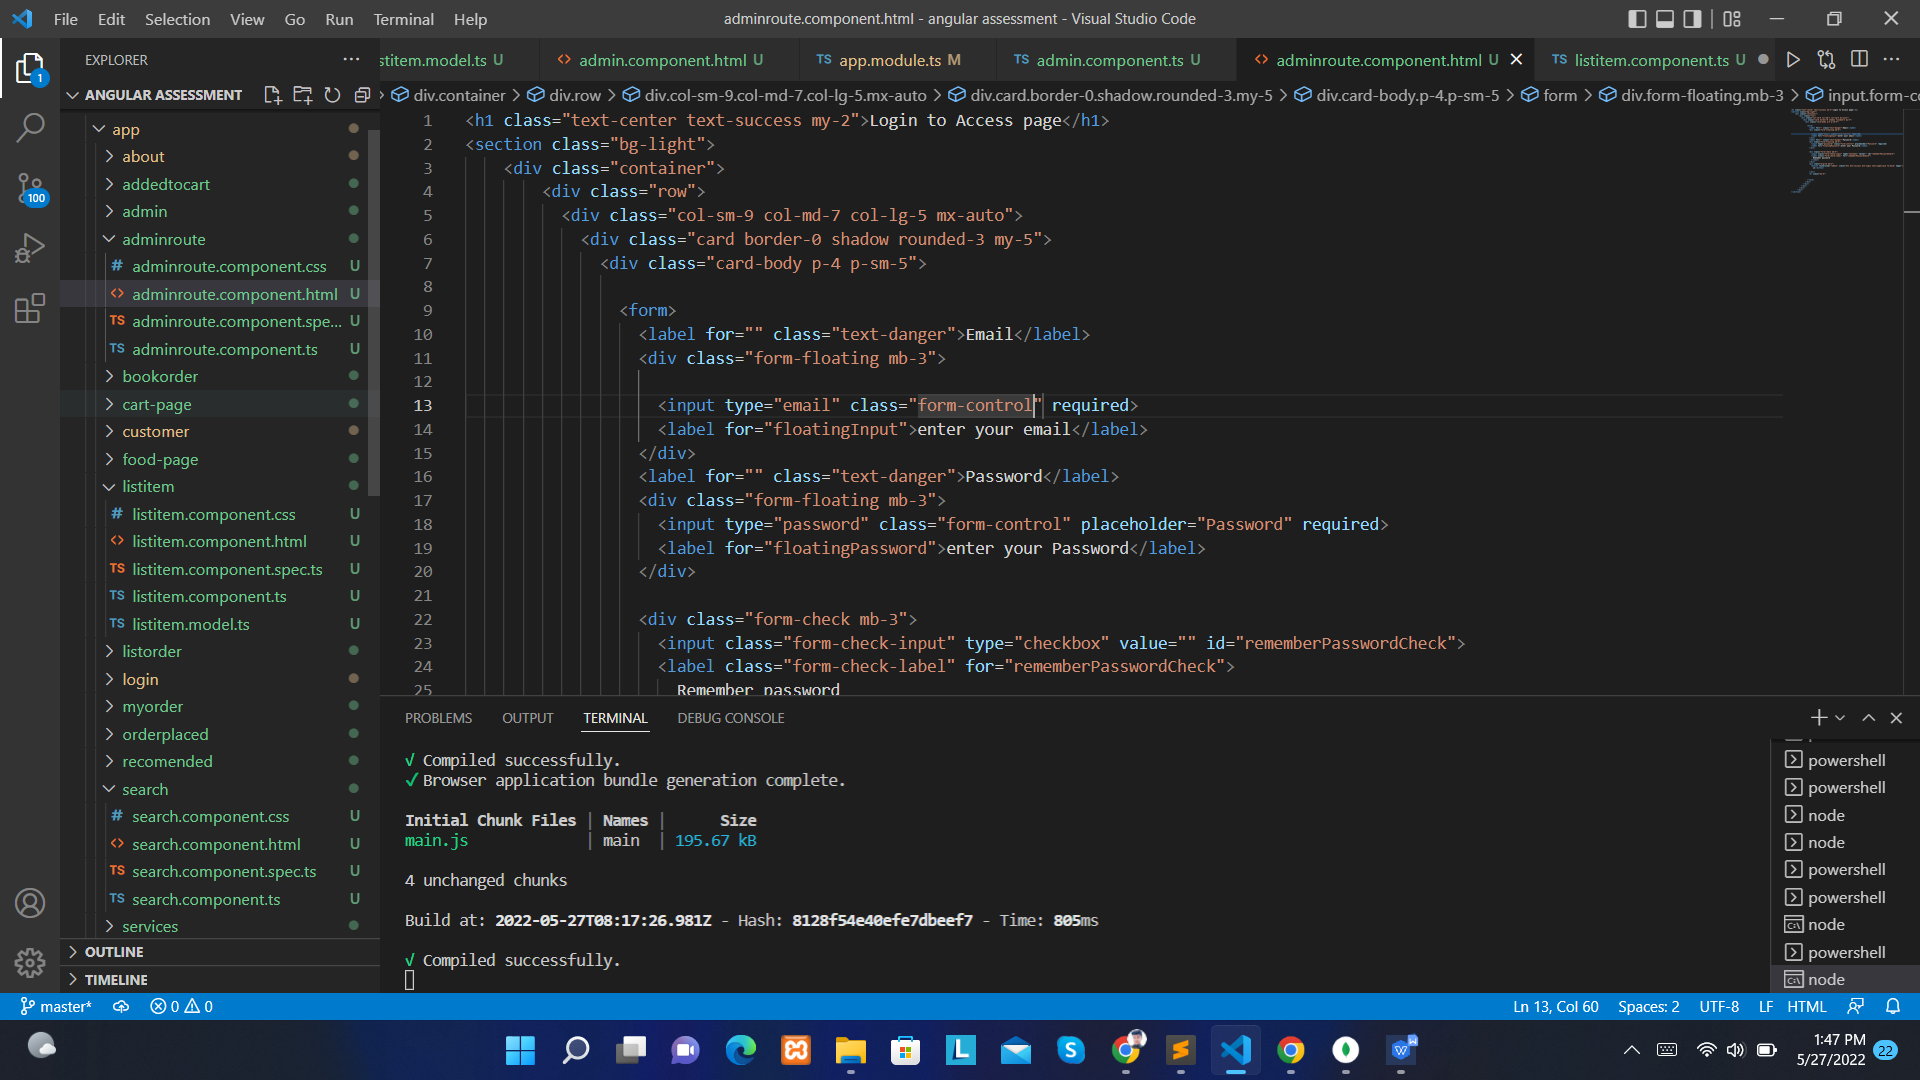 File Edit Selection View Go Run Terminal Help
adminroute.component.html - angular assessment - Visual Studio Code
EXPLORER
stitem.model.ts U
<> admin.component.html U
TS app.module.ts M
TS admin.component.ts U
<> adminroute.component.html U
TS listitem.component.ts U
ANGULAR ASSESSMENT
div.container > div.row > div.col-sm-9.col-md-7.col-lg-5.mx-auto > div.card.border-0.shadow.rounded-3.my-5 > div.card-body.p-4.p-sm-5 > form > div.form-floating.mb-3 > input.form-co
1
100
app
about
addedtocart
admin
adminroute
# adminroute.component.css U
<> adminroute.component.html U
TS adminroute.component.spe... U
TS adminroute.component.ts U
bookorder
cart-page
customer
food-page
listitem
# listitem.component.css U
<> listitem.component.html U
TS listitem.component.spec.ts U
TS listitem.component.ts U
TS listitem.model.ts U
listorder
login
myorder
orderplaced
recomended
search
# search.component.css U
<> search.component.html U
TS search.component.spec.ts U
TS search.component.ts U
services
OUTLINE
TIMELINE
1 <h1 class="text-center text-success my-2">Login to Access page</h1>
2 <section class="bg-light">
3 <div class="container">
4 <div class="row">
5 <div class="col-sm-9 col-md-7 col-lg-5 mx-auto">
6 <div class="card border-0 shadow rounded-3 my-5">
7 <div class="card-body p-4 p-sm-5">
8
9 <form>
10 <label for="" class="text-danger">Email</label>
11 <div class="form-floating mb-3">
12
13 <input type="email" class="form-control" required>
14 <label for="floatingInput">enter your email</label>
15 </div>
16 <label for="" class="text-danger">Password</label>
17 <div class="form-floating mb-3">
18 <input type="password" class="form-control" placeholder="Password" required>
19 <label for="floatingPassword">enter your Password</label>
20 </div>
21
22 <div class="form-check mb-3">
23 <input class="form-check-input" type="checkbox" value="" id="rememberPasswordCheck">
24 <label class="form-check-label" for="rememberPasswordCheck">
25 Remember password
PROBLEMS OUTPUT TERMINAL DEBUG CONSOLE
√ Compiled successfully.
✓ Browser application bundle generation complete.
Initial Chunk Files | Names | Size
main.js | main | 195.67 kB
4 unchanged chunks
Build at: 2022-05-27T08:17:26.981Z - Hash: 8128f54e40efe7dbeef7 - Time: 805ms
√ Compiled successfully.
powershell
powershell
node
node
powershell
powershell
node
powershell
node
master* 0 0
Ln 13, Col 60 Spaces: 2 UTF-8 LF HTML
1:47 PM
5/27/2022
22